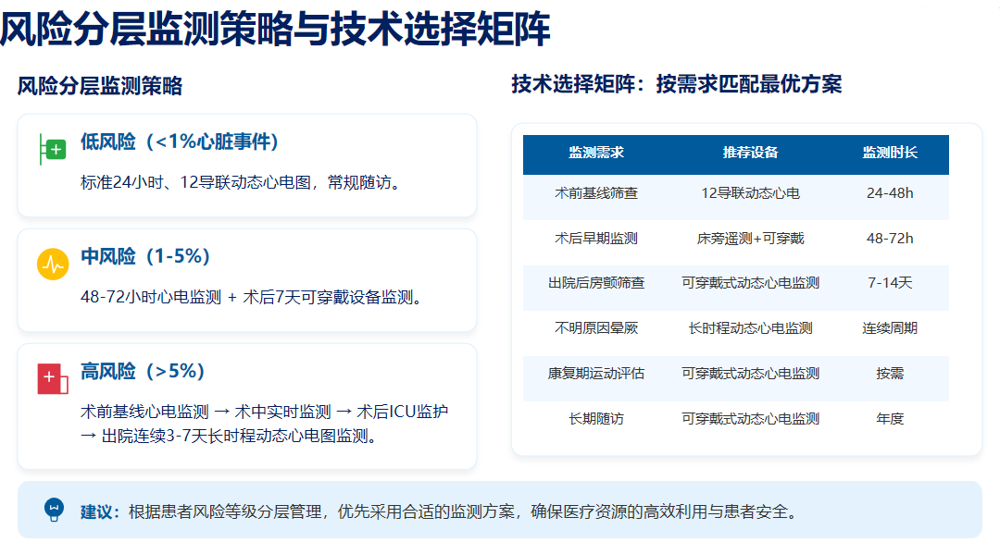 风险分层监测策略与技术选择矩阵
风险分层监测策略
低风险（<1%心脏事件）
标准24小时、12导联动态心电图，常规随访。
中风险（1-5%）
48-72小时心电监测 + 术后7天可穿戴设备监测。
高风险（>5%）
术前基线心电监测 → 术中实时监测 → 术后ICU监护
→ 出院连续3-7天长时程动态心电图监测。
技术选择矩阵：按需求匹配最优方案
监测需求 推荐设备 监测时长
术前基线筛查 12导联动态心电 24-48h
术后早期监测 床旁遥测+可穿戴 48-72h
出院后房颤筛查 可穿戴式动态心电监测 7-14天
不明原因晕厥 长时程动态心电监测 连续周期
康复期运动评估 可穿戴式动态心电监测 按需
长期随访 可穿戴式动态心电监测 年度
建议：根据患者风险等级分层管理，优先采用合适的监测方案，确保医疗资源的高效利用与患者安全。